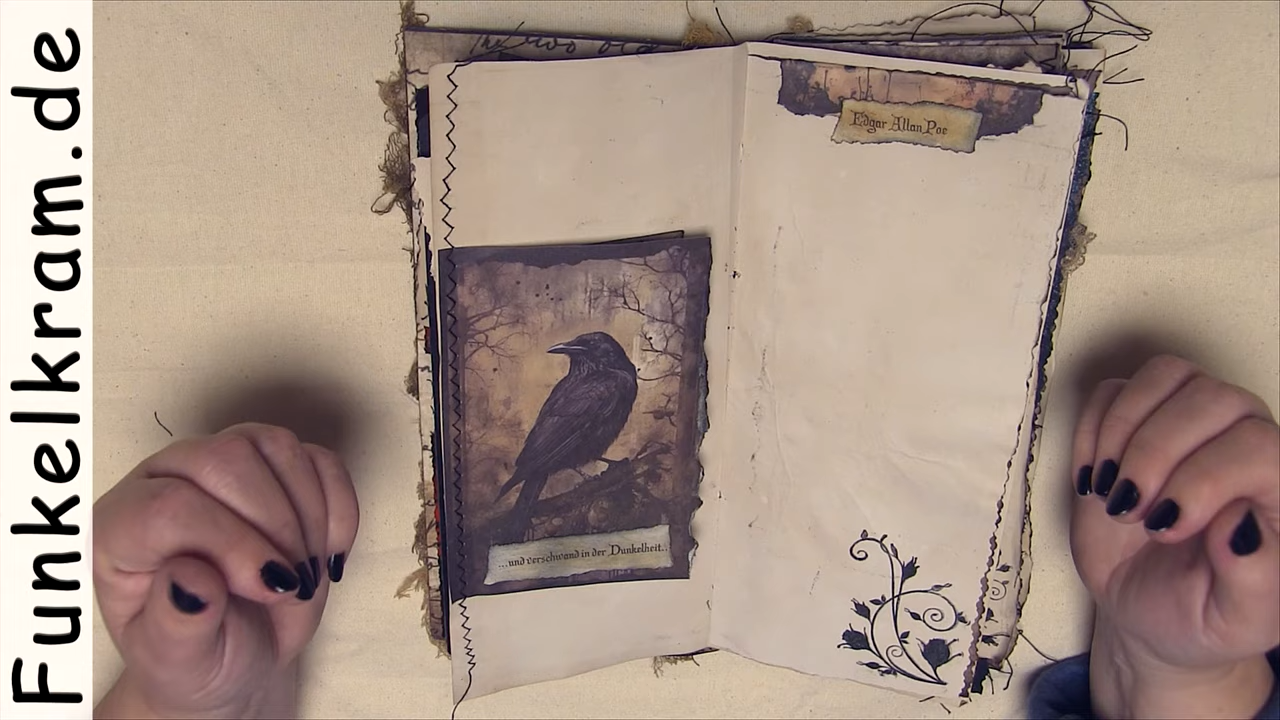 Funkelkram.de
Edgar Allan Poe
...und verschwand in der Dunkelheit..